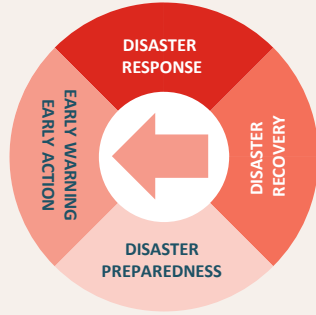 DISASTER
RESPONSE
DISASTER
RECOVERY
DISASTER
PREPAREDNESS
EARLY WARNING
EARLY ACTION